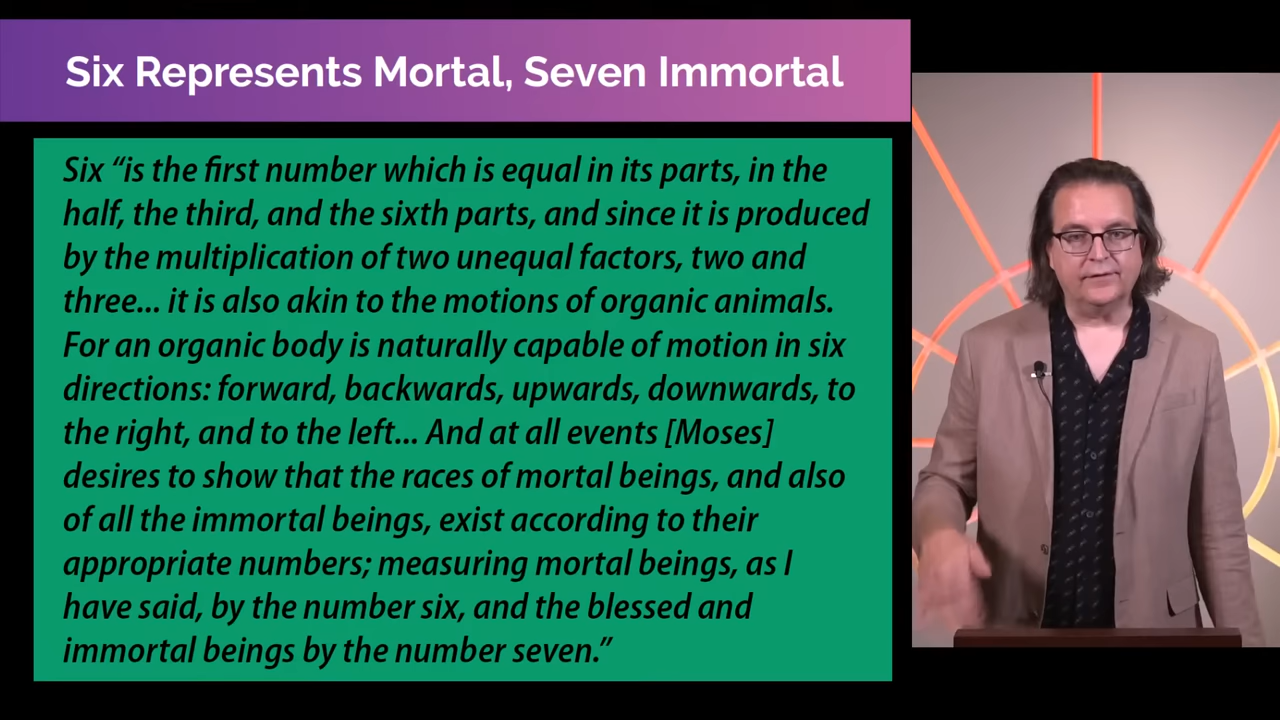 Six Represents Mortal, Seven Immortal
Six “is the first number which is equal in its parts, in the
half, the third, and the sixth parts, and since it is produced
by the multiplication of two unequal factors, two and
three... it is also akin to the motions of organic animals.
For an organic body is naturally capable of motion in six
directions: forward, backwards, upwards, downwards, to
the right, and to the left... And at all events [Moses]
desires to show that the races of mortal beings, and also
of all the immortal beings, exist according to their
appropriate numbers; measuring mortal beings, as I
have said, by the number six, and the blessed and
immortal beings by the number seven.”